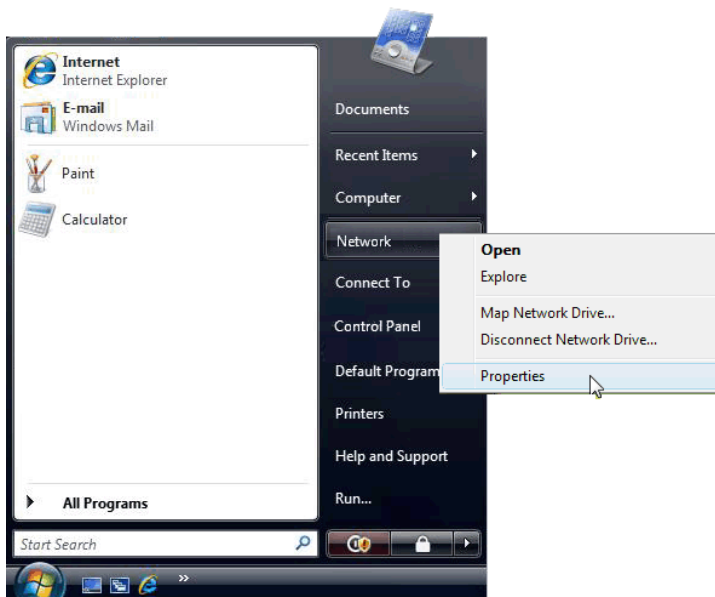 Internet
Internet Explorer
E-mail
Windows Mail
Paint
Calculator
All Programs
Start Search
Documents
Recent Items
Computer
Network
Connect To
Control Panel
Default Program
Printers
Help and Support
Run...
Open
Explore
Map Network Drive...
Disconnect Network Drive...
Properties
»